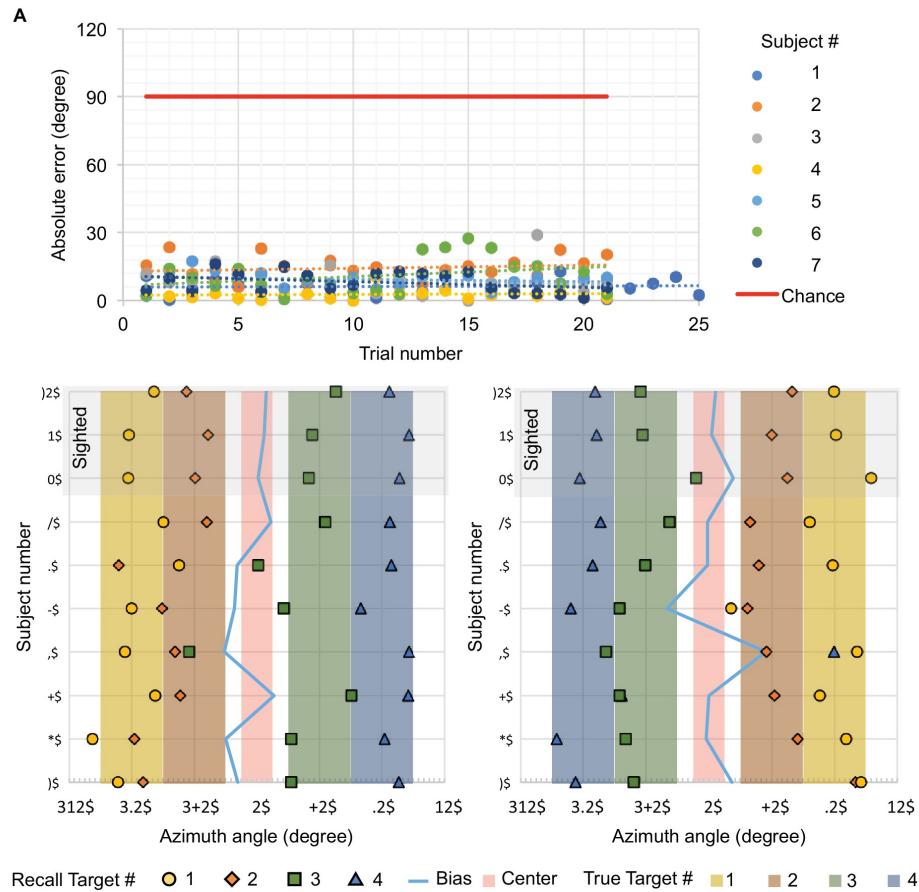 A
Absolute error (degree)
120
90
60
30
0
0 5 10 15 20 25
Trial number
Subject #
1
2
3
4
5
6
7
Chance
Subject number
Sighted
)2$
1$
0$
/$
.$
-$
,$
+$
*$
)$
312$ 3.2$ 3+2$ 2$ +2$ .2$ 12$
Azimuth angle (degree)
Subject number
Sighted
)2$
1$
0$
/$
.$
-$
,$
+$
*$
)$
312$ 3.2$ 3+2$ 2$ +2$ .2$ 12$
Azimuth angle (degree)
Recall Target # 1 2 3 4 Bias Center True Target # 1 2 3 4